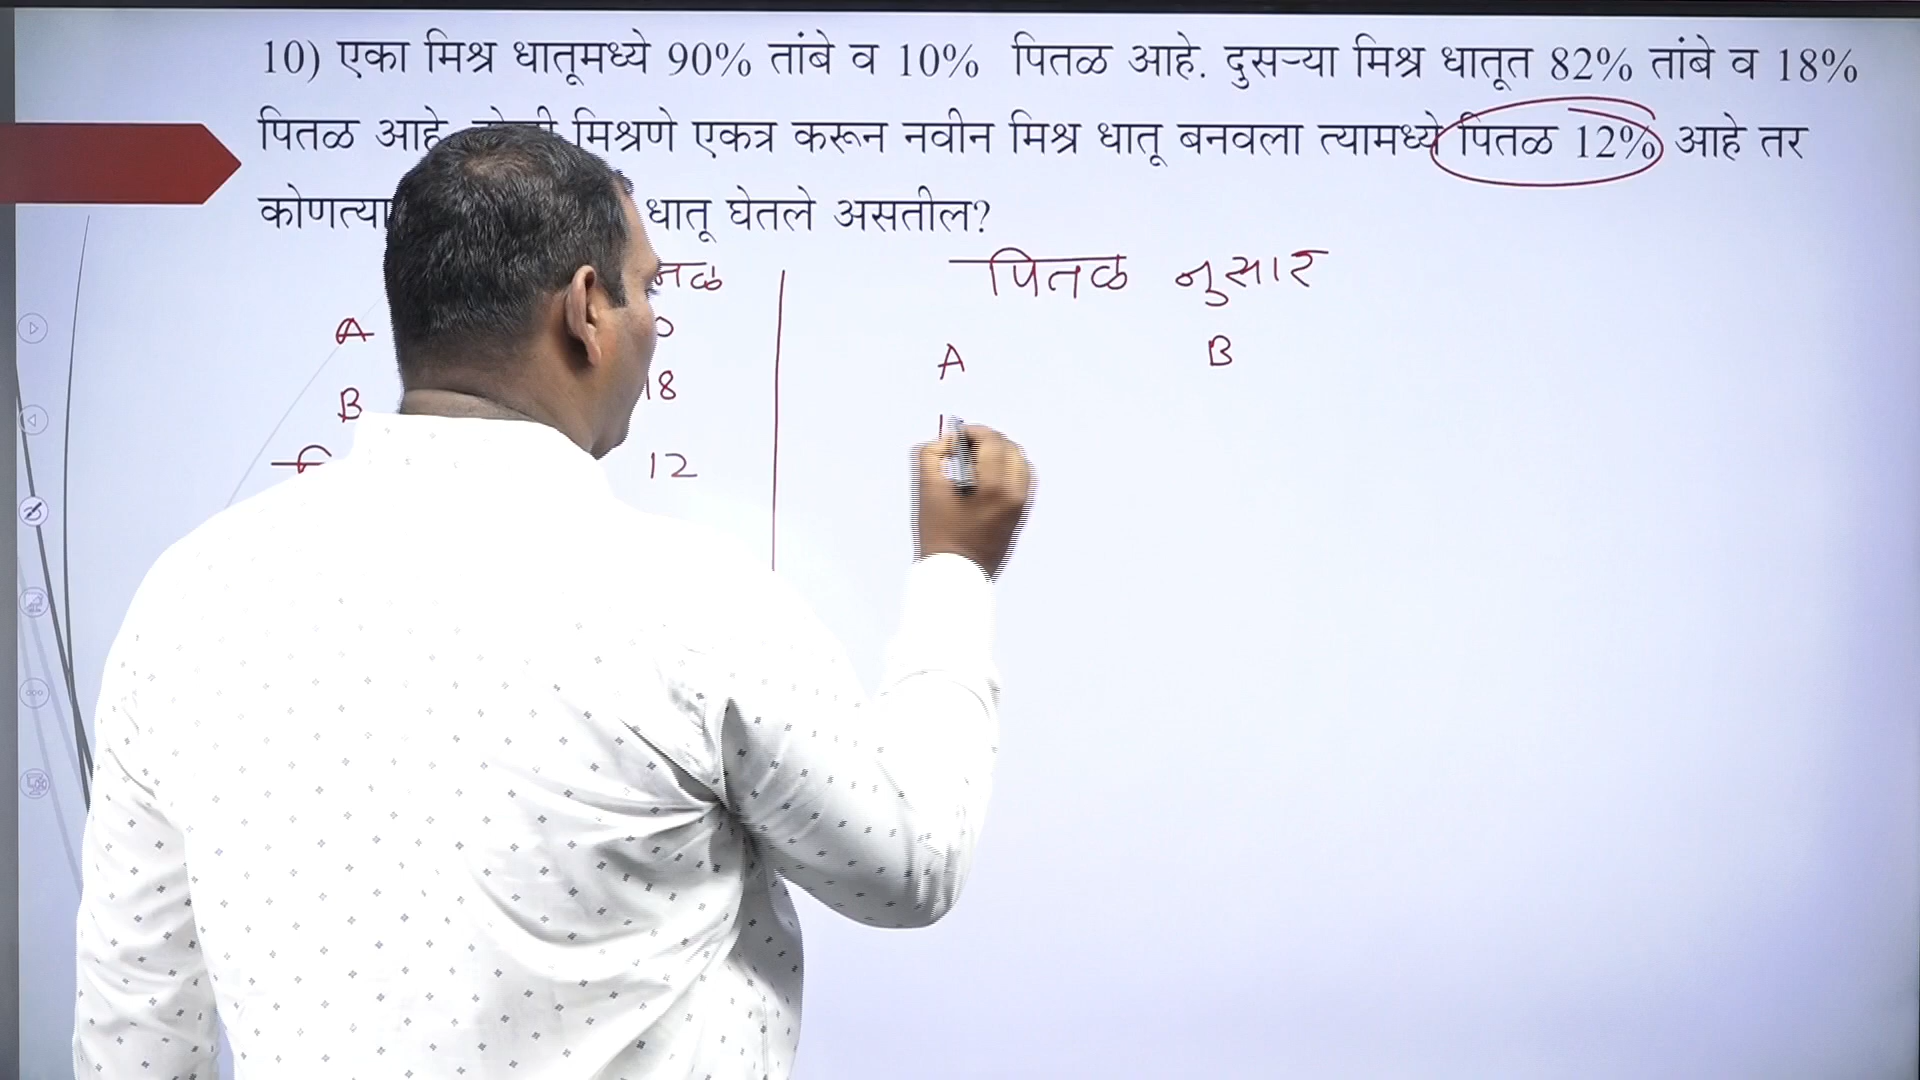 10) एका मिश्र धातूमध्ये 90% तांबे व 10% पितळ आहे. दुसऱ्या मिश्र धातूत 82% तांबे व 18%
पितळ आहे मिश्रणे एकत्र करून नवीन मिश्र धातू बनवला त्यामध्ये पितळ 12% आहे तर
कोणत्या धातू घेतले असतील?
पितळ नुसार
A
B
18
A B
12